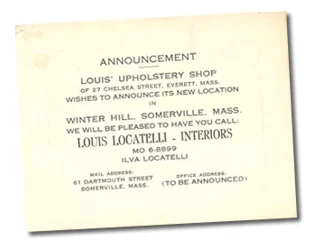 ANNOUNCEMENT
LOUIS' UPHOLSTERY SHOP
OF 27 CHELSEA STREET, EVERETT, MASS.
WISHES TO ANNOUNCE ITS NEW LOCATION
IN
WINTER HILL, SOMERVILLE, MASS.
WE WILL BE PLEASED TO HAVE YOU CALL:
LOUIS LOCATELLI - INTERIORS
MO 6-8899
ILVA LOCATELLI
MAIL ADDRESS:
61 DARTMOUTH STREET
SOMERVILLE, MASS.
OFFICE ADDRESS:
(TO BE ANNOUNCED)